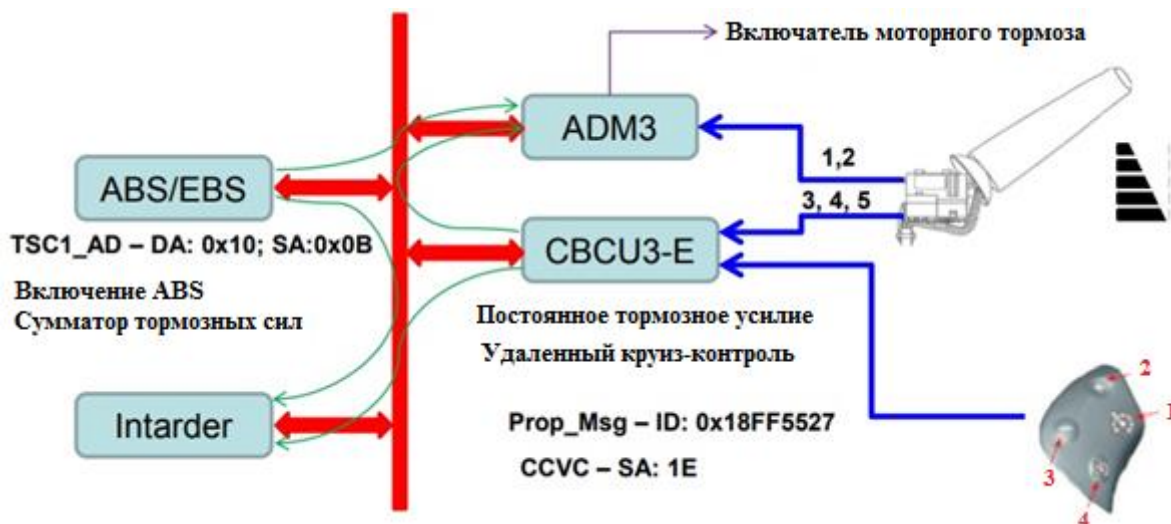 Включатель моторного тормоза
ADM3
1,2
3, 4, 5
ABS/EBS
TSC1_AD – DA: 0x10; SA:0x0B
CBCU3-E
Включение ABS
Сумматор тормозных сил
Постоянное тормозное усилие
Удаленный круиз-контроль
Intarder
Prop_Msg – ID: 0x18FF5527
CCVC – SA: 1E
2
1
3
4